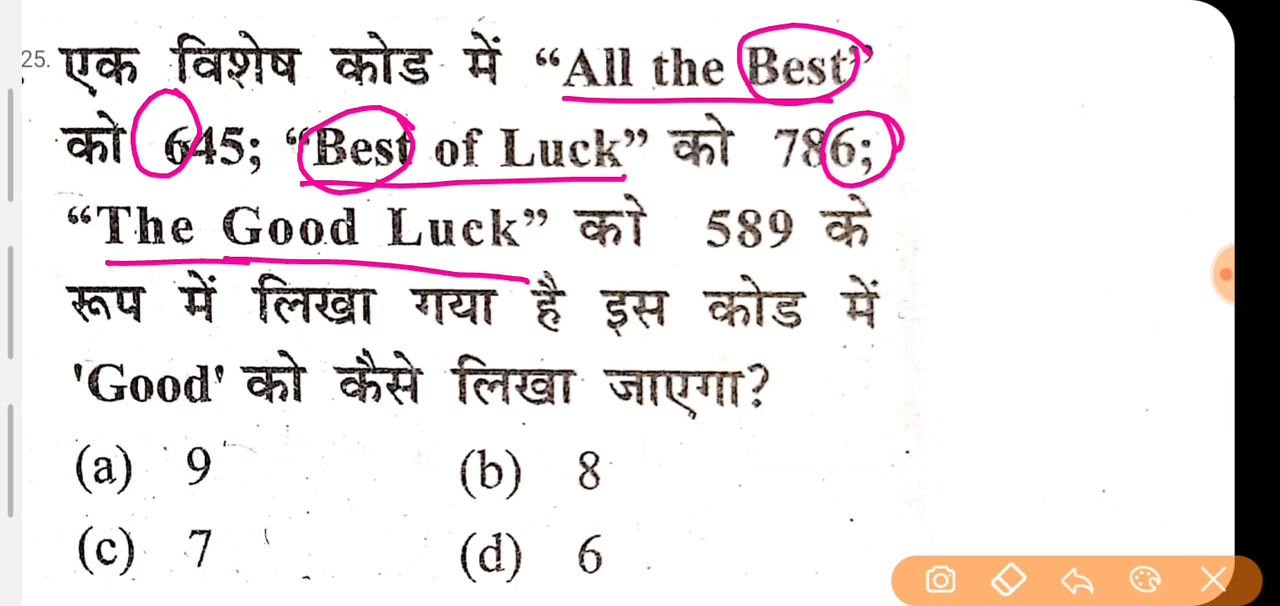 25. एक विशेष कोड में “All the Best”
को 645; “Best of Luck” को 786;
“The Good Luck” को 589 के
रूप में लिखा गया है इस कोड में
'Good' को कैसे लिखा जाएगा?
(a) 9 (b) 8
(c) 7 (d) 6